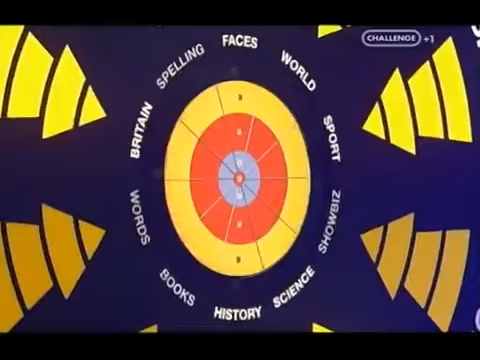 CHALLENGE +1
FACES
WORLD
SPORT
SHOWBIZ
SCIENCE
HISTORY
BOOKS
WORDS
BRITAIN
SPELLING